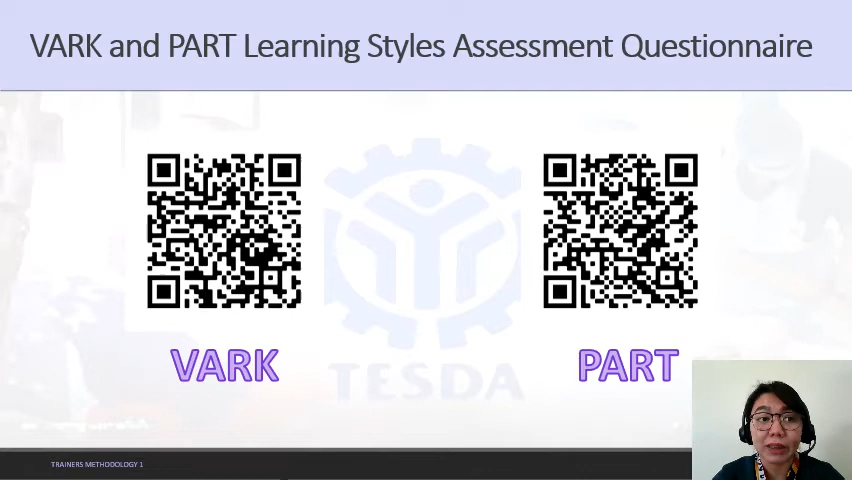 VARK and PART Learning Styles Assessment Questionnaire
VARK
PART
TESDA
TRAINERS METHODOLOGY 1